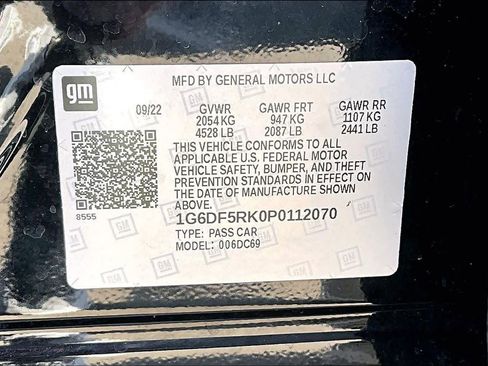 gm
MFD BY GENERAL MOTORS LLC
09/22 GVWR GAWR FRT GAWR RR
2054 KG 947 KG 1107 KG
4528 LB 2087 LB 2441 LB
THIS VEHICLE CONFORMS TO ALL
APPLICABLE U.S. FEDERAL MOTOR
VEHICLE SAFETY, BUMPER, AND THEFT
PREVENTION STANDARDS IN EFFECT ON
THE DATE OF MANUFACTURE SHOWN
ABOVE.
8555
1G6DF5RK0P0112070
TYPE: PASS CAR
MODEL: 006DC69